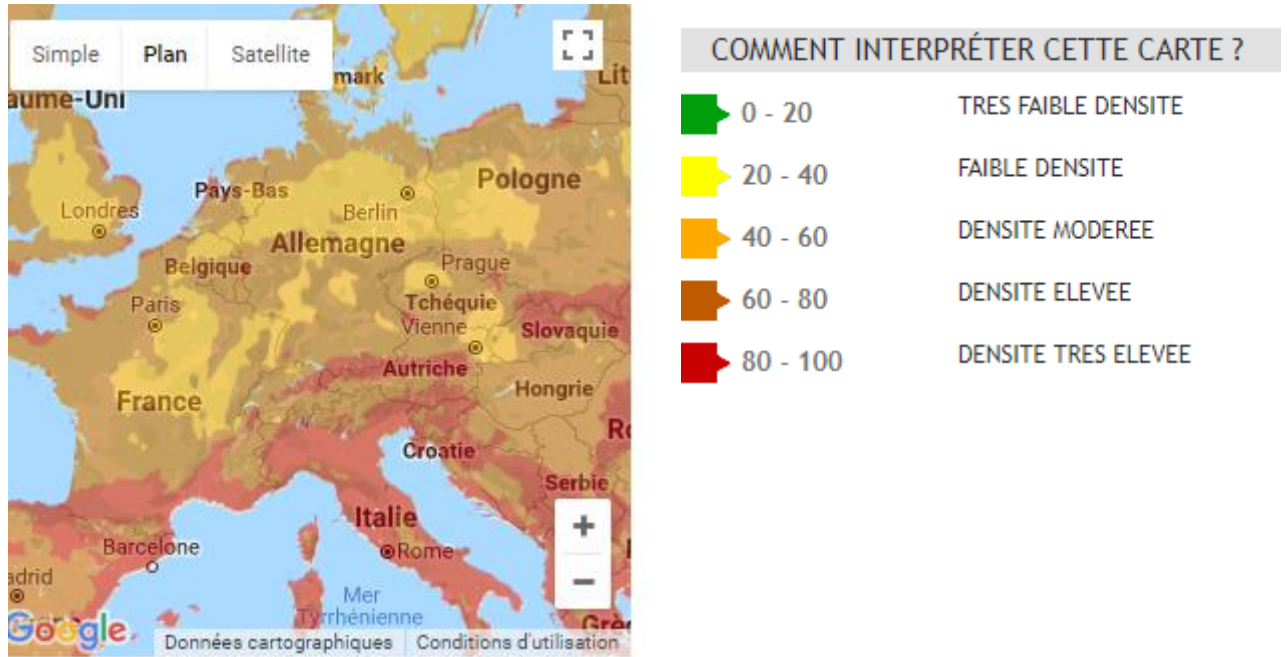 Simple Plan Satellite
mark
Lit
aume-Uni
Pays-Bas
Pologne
Londres
Berlin
Allemagne
Belgique
Prague
Paris
Tchéquie
Vienne
Slovaquie
Autriche
Hongrie
France
Ro
Croatie
Serbie
Italie
Barcelone
Rome
adrid
Mer
Tyrrhénienne
Grè
Google
Données cartographiques Conditions d'utilisation
COMMENT INTERPRÉTER CETTE CARTE ?
0 - 20 TRES FAIBLE DENSITE
20 - 40 FAIBLE DENSITE
40 - 60 DENSITE MODEREE
60 - 80 DENSITE ELEVEE
80 - 100 DENSITE TRES ELEVEE